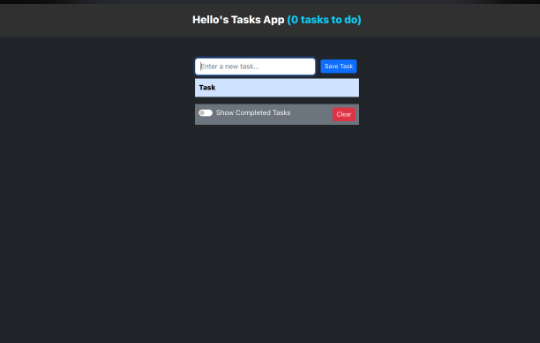 Hello's Tasks App (0 tasks to do)
Enter a new task...
Save Task
Task
Show Completed Tasks
Clear